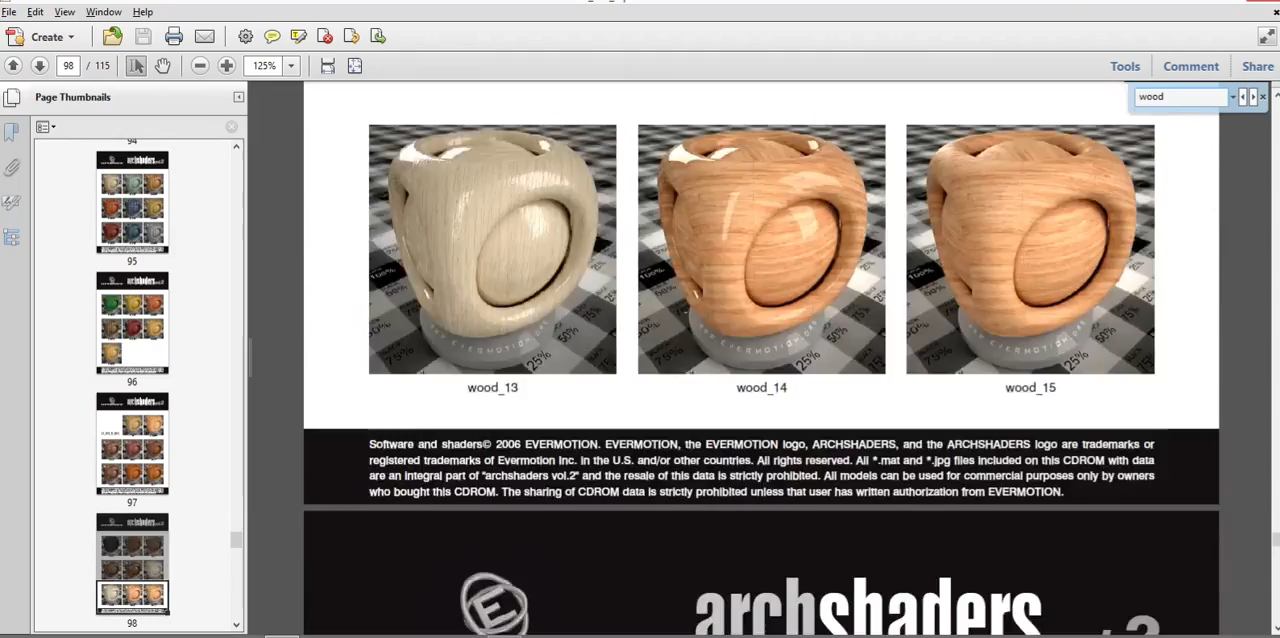 File Edit View Window Help
Create
98 / 115 125% Tools Comment Share
Page Thumbnails
wood
94
95
96
97
98
wood_13 wood_14 wood_15
Software and shaders© 2006 EVERMOTION. EVERMOTION, the EVERMOTION logo, ARCHSHADERS, and the ARCHSHADERS logo are trademarks or
registered trademarks of Evermotion Inc. in the U.S. and/or other countries. All rights reserved. All *.mat and *.jpg files included on this CDROM with data
are an integral part of "archshaders vol.2" and the resale of this data is strictly prohibited. All models can be used for commercial purposes only by owners
who bought this CDROM. The sharing of CDROM data is strictly prohibited unless that user has written authorization from EVERMOTION.
archshaders